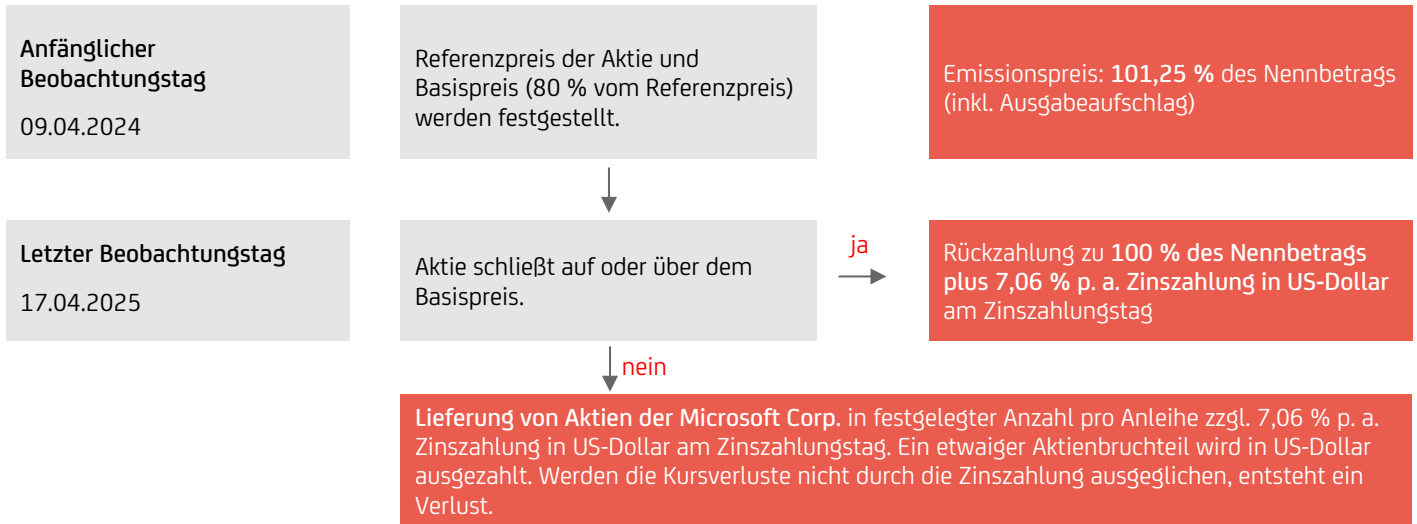 Anfänglicher
Beobachtungstag
09.04.2024
Referenzpreis der Aktie und
Basispreis (80 % vom Referenzpreis)
werden festgestellt.
Emissionspreis: 101,25 % des Nennbetrags
(inkl. Ausgabeaufschlag)
Letzter Beobachtungstag
17.04.2025
Aktie schließt auf oder über dem
Basispreis.
ja
Rückzahlung zu 100 % des Nennbetrags
plus 7,06 % p. a. Zinszahlung in US-Dollar
am Zinszahlungstag
nein
Lieferung von Aktien der Microsoft Corp. in festgelegter Anzahl pro Anleihe zzgl. 7,06 % p. a.
Zinszahlung in US-Dollar am Zinszahlungstag. Ein etwaiger Aktienbruchteil wird in US-Dollar
ausgezahlt. Werden die Kursverluste nicht durch die Zinszahlung ausgeglichen, entsteht ein
Verlust.